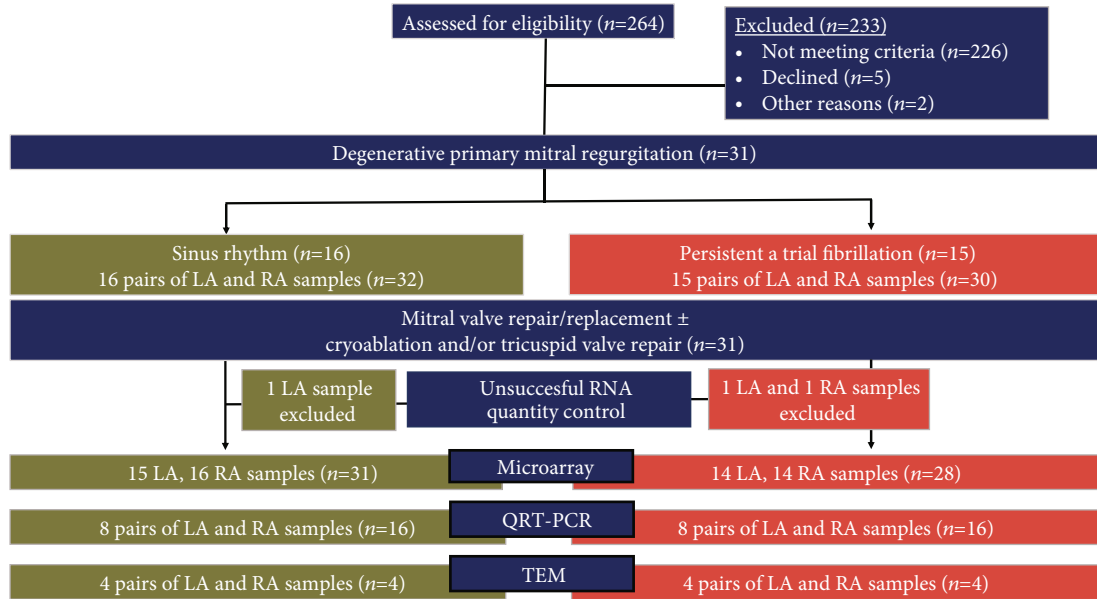 Assessed for eligibility (n=264)
Excluded (n=233)
• Not meeting criteria (n=226)
• Declined (n=5)
• Other reasons (n=2)
Degenerative primary mitral regurgitation (n=31)
Sinus rhythm (n=16)
16 pairs of LA and RA samples (n=32)
Persistent a trial fibrillation (n=15)
15 pairs of LA and RA samples (n=30)
Mitral valve repair/replacement ±
cryoablation and/or tricuspid valve repair (n=31)
1 LA sample
excluded
Unsuccesful RNA
quantity control
1 LA and 1 RA samples
excluded
15 LA, 16 RA samples (n=31)
Microarray
14 LA, 14 RA samples (n=28)
8 pairs of LA and RA samples (n=16)
QRT-PCR
8 pairs of LA and RA samples (n=16)
4 pairs of LA and RA samples (n=4)
TEM
4 pairs of LA and RA samples (n=4)